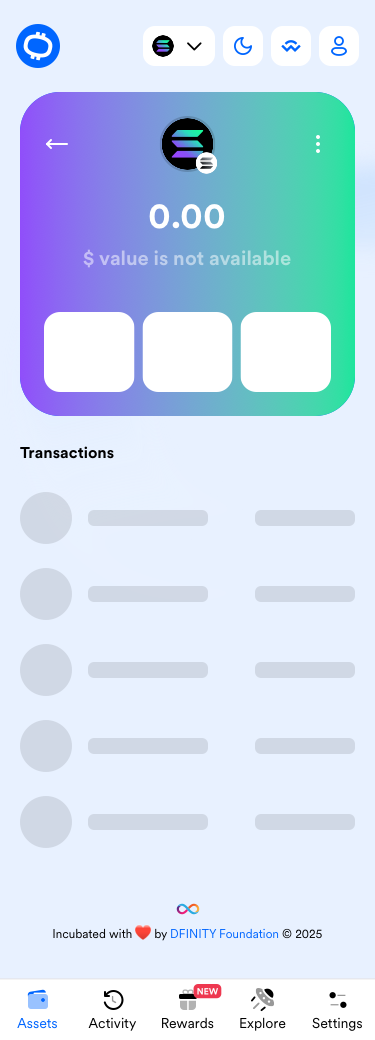 0.00
$ value is not available
Transactions
Incubated with ❤️ by DFINITY Foundation © 2025
NEW
Assets
Activity
Rewards
Explore
Settings